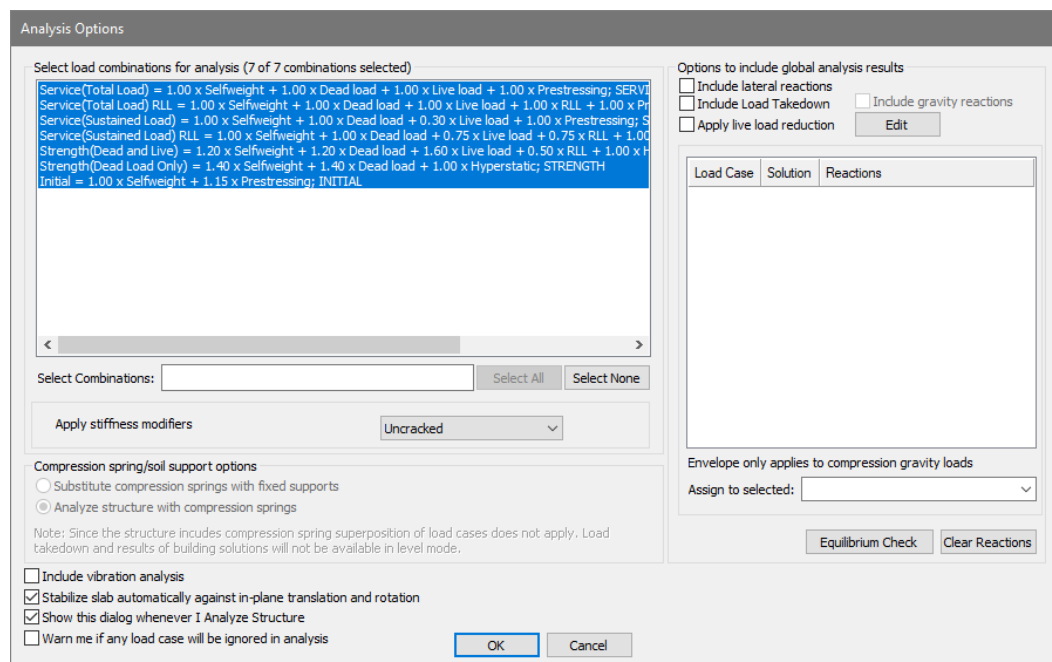 Analysis Options
Select load combinations for analysis (7 of 7 combinations selected)
Service(Total Load) = 1.00 x Selfweight + 1.00 x Dead load + 1.00 x Live load + 1.00 x Prestressing; SERVI
Service(Total Load) RLL = 1.00 x Selfweight + 1.00 x Dead load + 1.00 x Live load + 1.00 x RLL + 1.00 x Pr
Service(Sustained Load) = 1.00 x Selfweight + 1.00 x Dead load + 0.30 x Live load + 1.00 x Prestressing; S
Service(Sustained Load) RLL = 1.00 x Selfweight + 1.00 x Dead load + 0.75 x Live load + 0.75 x RLL + 1.00
Strength(Dead and Live) = 1.20 x Selfweight + 1.20 x Dead load + 1.60 x Live load + 0.50 x RLL + 1.00 x H
Strength(Dead Load Only) = 1.40 x Selfweight + 1.40 x Dead load + 1.00 x Hyperstatic; STRENGTH
Initial = 1.00 x Selfweight + 1.15 x Prestressing; INITIAL
Select Combinations:
Select All
Select None
Apply stiffness modifiers
Uncracked
Compression spring/soil support options
Substitute compression springs with fixed supports
Analyze structure with compression springs
Note: Since the structure incudes compression spring superposition of load cases does not apply. Load
takedown and results of building solutions will not be available in level mode.
Include vibration analysis
Stabilize slab automatically against in-plane translation and rotation
Show this dialog whenever I Analyze Structure
Warn me if any load case will be ignored in analysis
OK
Cancel
Options to include global analysis results
Include lateral reactions
Include Load Takedown
Include gravity reactions
Apply live load reduction
Edit
Load Case Solution Reactions
Envelope only applies to compression gravity loads
Assign to selected:
Equilibrium Check
Clear Reactions